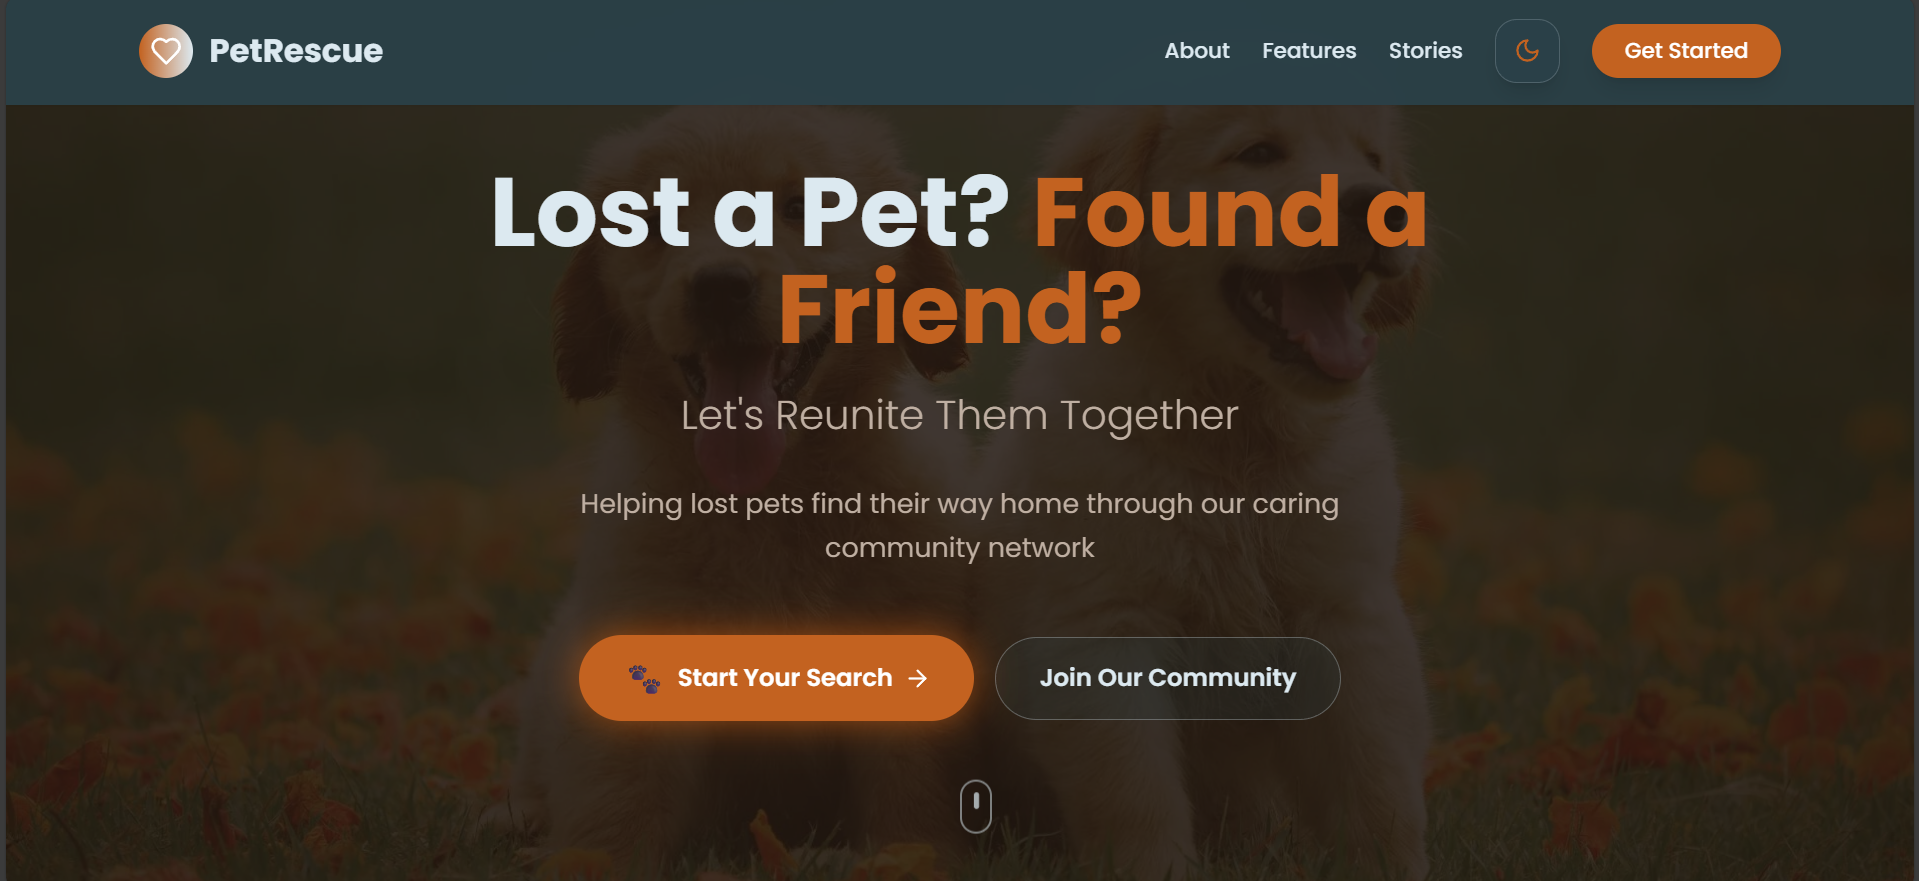 PetRescue
About
Features
Stories
Get Started
Lost a Pet? Found a
Friend?
Let's Reunite Them Together
Helping lost pets find their way home through our caring
community network
Start Your Search →
Join Our Community